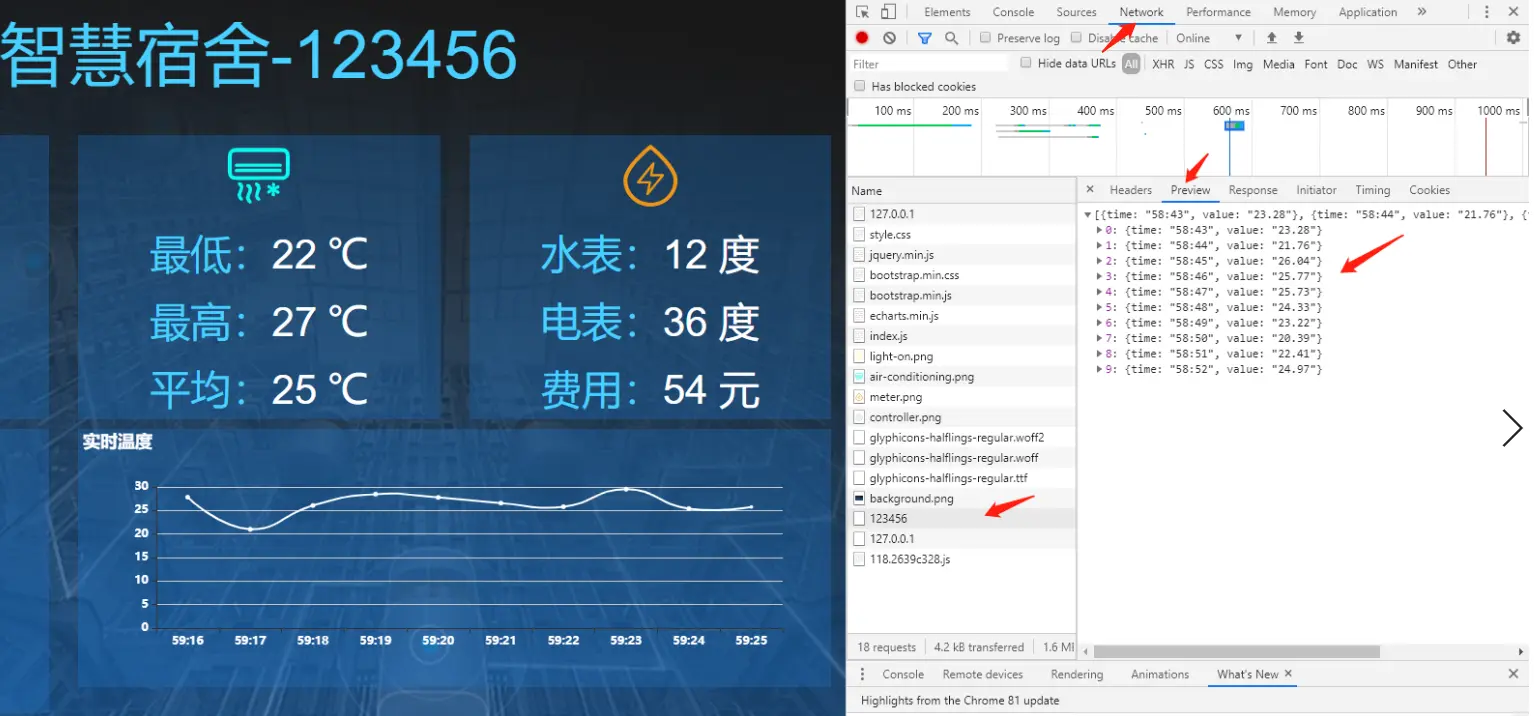 智慧宿舍-123456
最低：22 ℃
最高：27 ℃
平均：25 ℃
水表：12 度
电表：36 度
费用：54 元
实时温度
30
25
20
15
10
5
0
59:16 59:17 59:18 59:19 59:20 59:21 59:22 59:23 59:24 59:25
Elements Console Sources Network Performance Memory Application »
Preserve log Disable cache Online
Filter Hide data URLs All XHR JS CSS Img Media Font Doc WS Manifest Other
Has blocked cookies
100 ms 200 ms 300 ms 400 ms 500 ms 600 ms 700 ms 800 ms 900 ms 1000 ms
Name
127.0.0.1
style.css
jquery.min.js
bootstrap.min.css
bootstrap.min.js
echarts.min.js
index.js
light-on.png
air-conditioning.png
meter.png
controller.png
glyphicons-halflings-regular.woff2
glyphicons-halflings-regular.woff
glyphicons-halflings-regular.ttf
background.png
123456
127.0.0.1
118.2639c328.js
18 requests 4.2 kB transferred 1.6 M
Headers Preview Response Initiator Timing Cookies
[{time: "58:43", value: "23.28"}, {time: "58:44", value: "21.76"}, {
0: {time: "58:43", value: "23.28"}
1: {time: "58:44", value: "21.76"}
2: {time: "58:45", value: "26.04"}
3: {time: "58:46", value: "25.77"}
4: {time: "58:47", value: "25.73"}
5: {time: "58:48", value: "24.33"}
6: {time: "58:49", value: "23.22"}
7: {time: "58:50", value: "20.39"}
8: {time: "58:51", value: "22.41"}
9: {time: "58:52", value: "24.97"}
Console Remote devices Rendering Animations What's New
Highlights from the Chrome 81 update